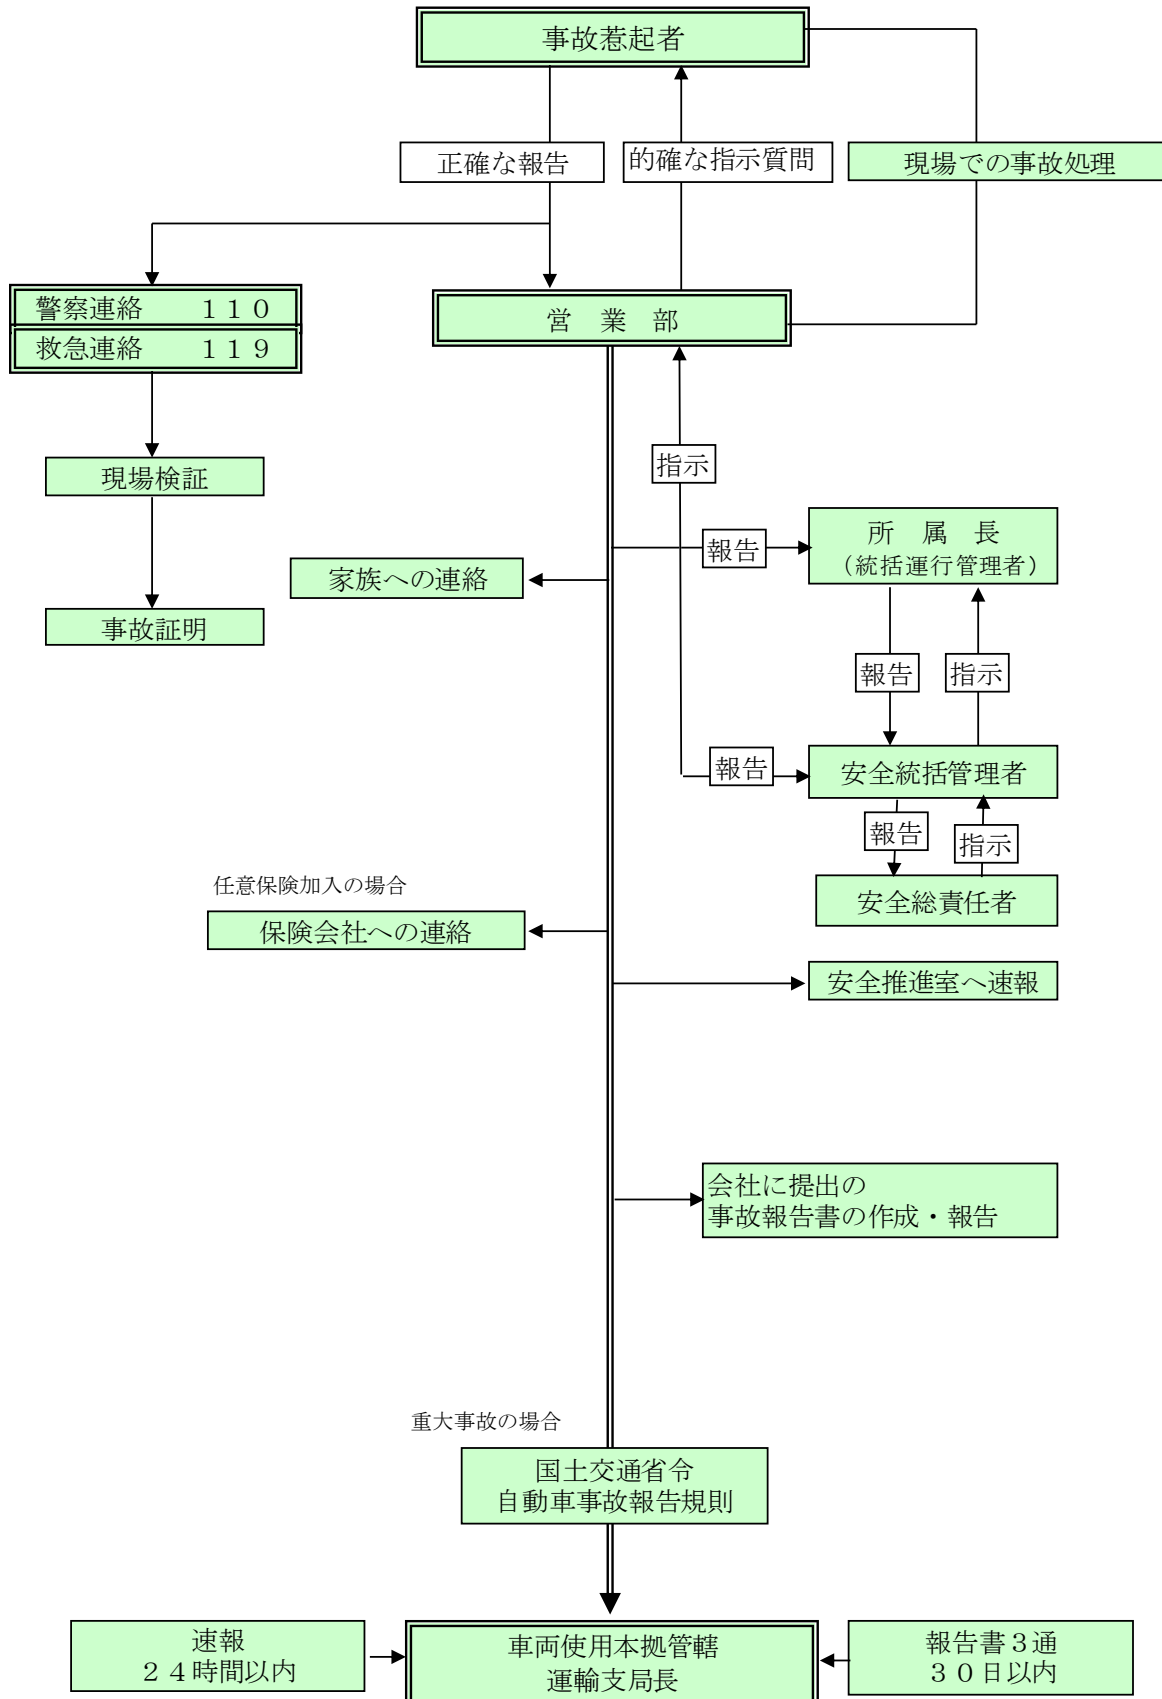 事故惹起者
正確な報告
的確な指示質問
現場での事故処理
警察連絡　　１１０
救急連絡　　１１９
営　業　部
現場検証
指示
報告
所　属　長
（統括運行管理者）
家族への連絡
事故証明
報告
指示
報告
安全統括管理者
報告
指示
任意保険加入の場合
安全総責任者
保険会社への連絡
安全推進室へ速報
会社に提出の
事故報告書の作成・報告
重大事故の場合
国土交通省令
自動車事故報告規則
速報
２４時間以内
車両使用本拠管轄
運輸支局長
報告書３通
３０日以内